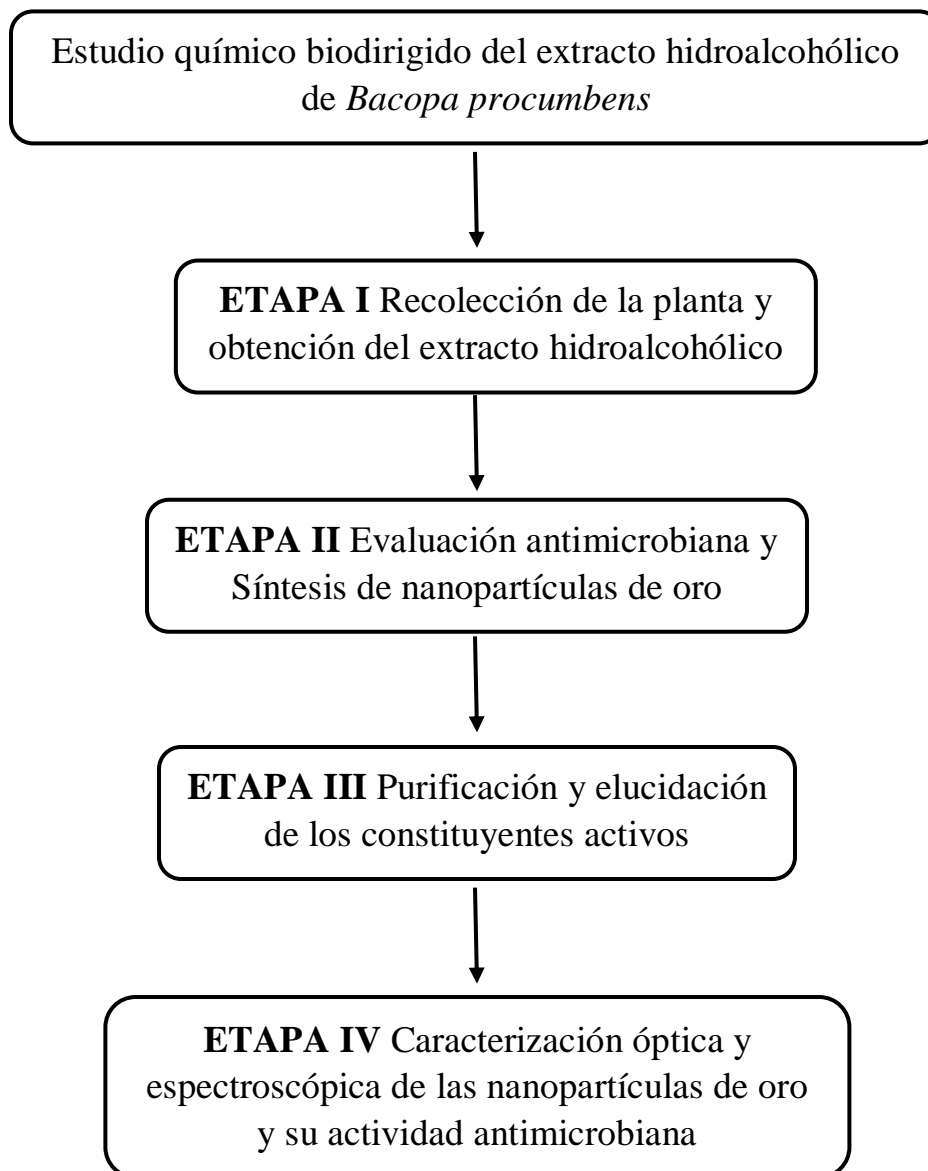 Estudio químico biodirigido del extracto hidroalcohólico
de Bacopa procumbens
ETAPA I Recolección de la planta y
obtención del extracto hidroalcohólico
ETAPA II Evaluación antimicrobiana y
Síntesis de nanopartículas de oro
ETAPA III Purificación y elucidación
de los constituyentes activos
ETAPA IV Caracterización óptica y
espectroscópica de las nanopartículas de oro
y su actividad antimicrobiana